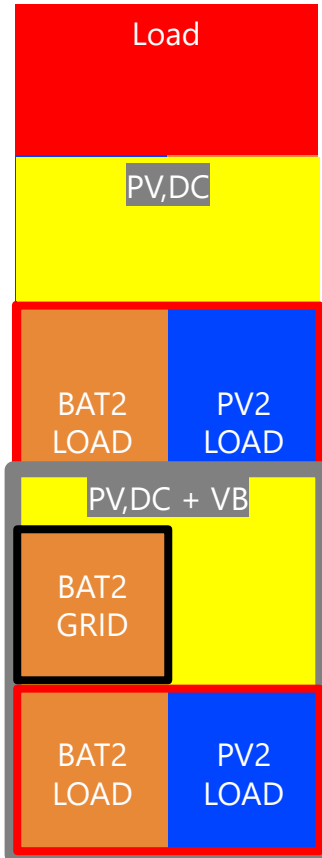 Load
PV,DC
BAT2 PV2
LOAD LOAD
PV,DC + VB
BAT2
GRID
BAT2 PV2
LOAD LOAD